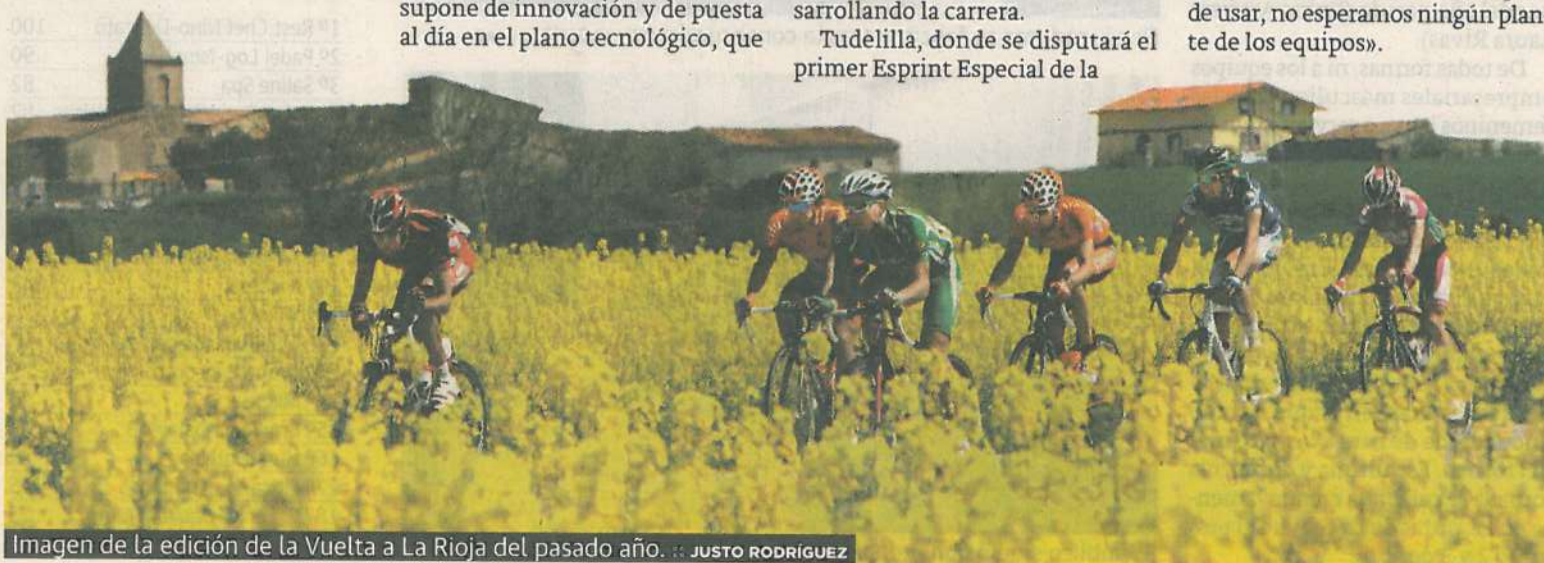 supone de innovación y de puesta
al día en el plano tecnológico, que
sarrollando la carrera.
Tudelilla, donde se disputará el
primer Esprint Especial de la
de usar, no esperamos ningún plan
te de los equipos».
Imagen de la edición de la Vuelta a La Rioja del pasado año. :: JUSTO RODRÍGUEZ